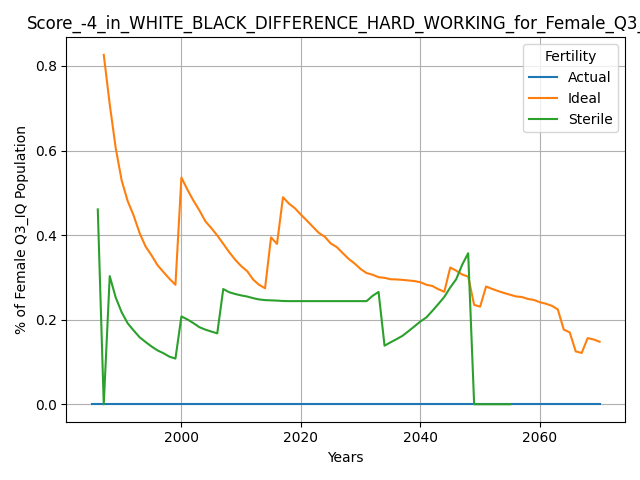 Score_-4_in_WHITE_BLACK_DIFFERENCE_HARD_WORKING_for_Female_Q3_
Fertility
Actual
Ideal
Sterile
% of Female Q3_IQ Population
0.8
0.6
0.4
0.2
0.0
2000 2020 2040 2060
Years